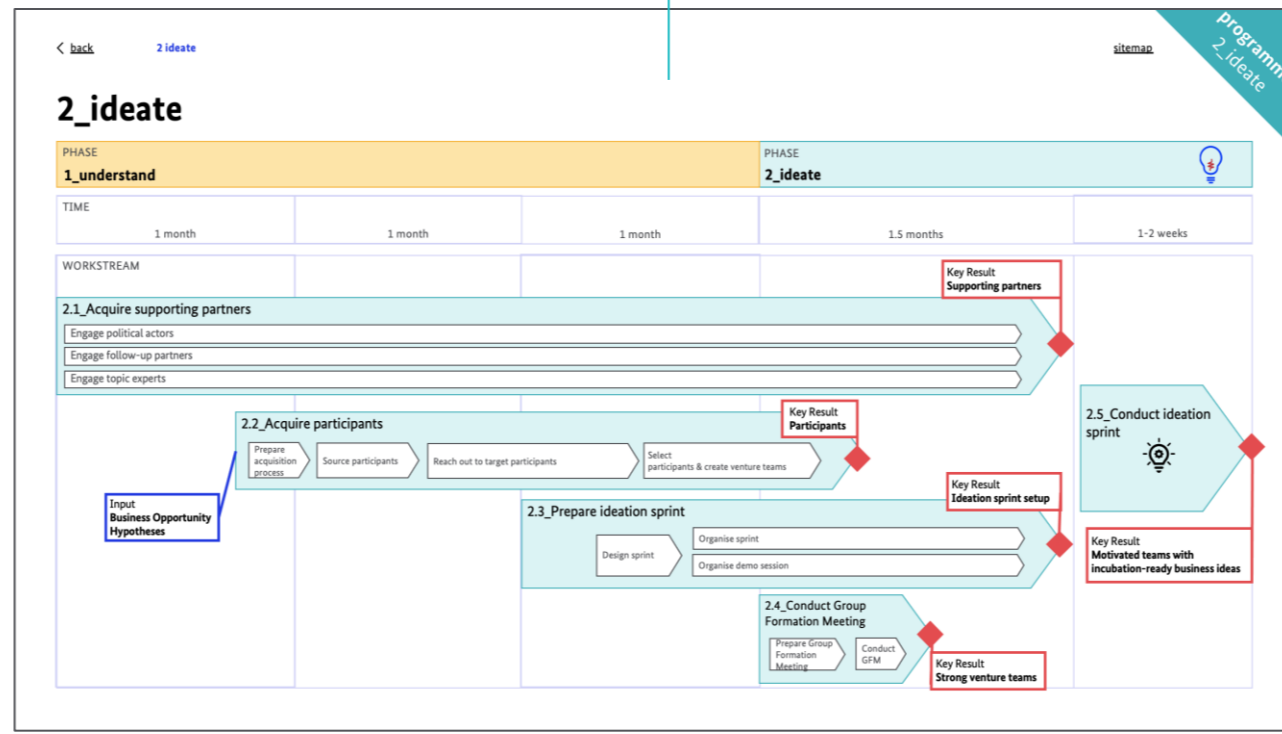 back
2 ideate
sitemap
programm
2_ideate
2_ideate
PHASE
1_understand
PHASE
2_ideate
TIME
1 month
1 month
1 month
1.5 months
1-2 weeks
WORKSTREAM
Key Result
Supporting partners
2.1_Acquire supporting partners
Engage political actors
Engage follow-up partners
Engage topic experts
2.2_Acquire participants
Key Result
Participants
Prepare
acquisition
process
Source participants
Reach out to target participants
Select
participants & create venture teams
2.5_Conduct ideation
sprint
Input
Business Opportunity
Hypotheses
Key Result
Ideation sprint setup
2.3_Prepare ideation sprint
Design sprint
Organise sprint
Organise demo session
Key Result
Motivated teams with
incubation-ready business ideas
2.4_Conduct Group
Formation Meeting
Prepare Group
Formation
Meeting
Conduct
GFM
Key Result
Strong venture teams